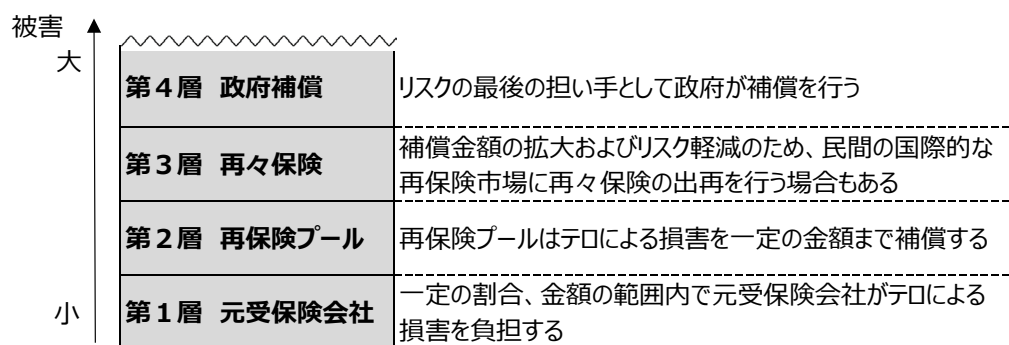 被害
大
第４層 政府補償
リスクの最後の担い手として政府が補償を行う
第３層 再々保険
補償金額の拡大およびリスク軽減のため、民間の国際的な
再保険市場に再々保険の出再を行う場合もある
第２層 再保険プール
再保険プールはテロによる損害を一定の金額まで補償する
小
第１層 元受保険会社
一定の割合、金額の範囲内で元受保険会社がテロによる
損害を負担する